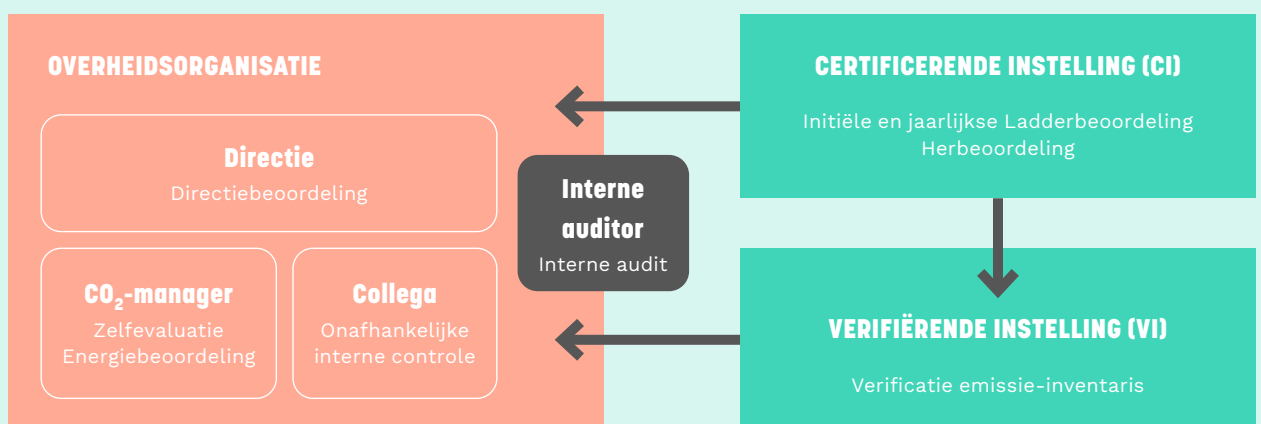 OVERHEIDSORGANISATIE
Directie
Directiebeoordeling
CO₂-manager
Zelfevaluatie
Energiebeoordeling
Collega
Onafhankelijke
interne controle
Interne
auditor
Interne audit
CERTIFICERENDE INSTELLING (CI)
Initiële en jaarlijkse Ladderbeoordeling
Herbeoordeling
VERIFIËRENDE INSTELLING (VI)
Verificatie emissie-inventaris